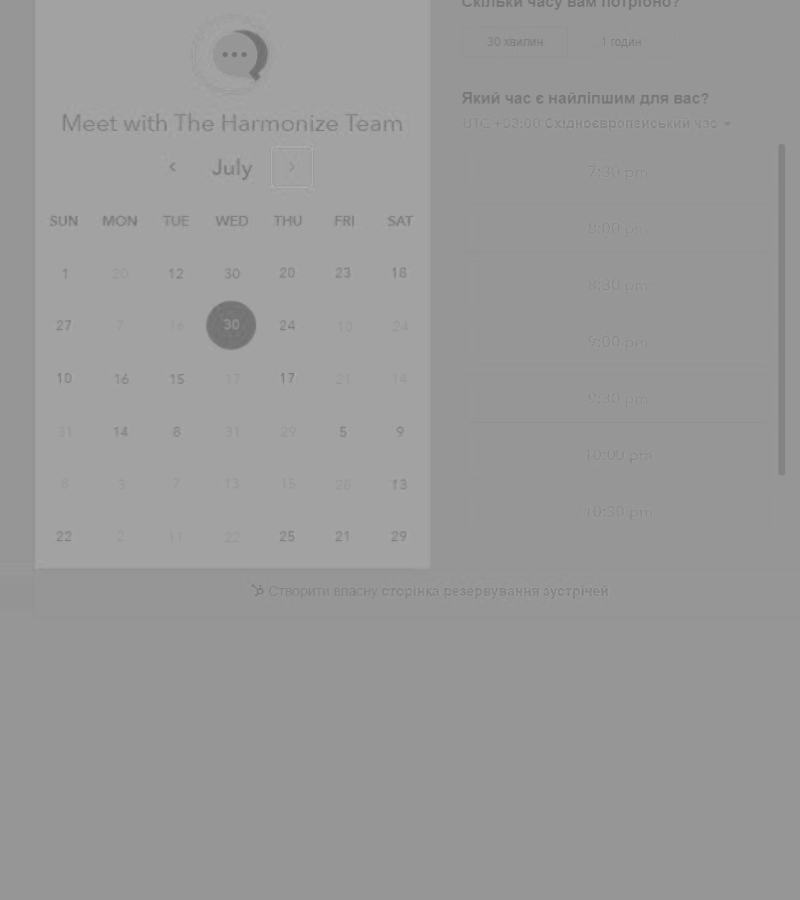 Скільки часу вам потрібно?
30 хвилин 1 годин
Meet with The Harmonize Team
Який час є найліпшим для вас?
UTC +03:00 Східноєвропейський час
July
SUN MON TUE WED THU FRI SAT
1 20 12 30 20 23 18
27 7 16 30 24 10 24
10 16 15 17 17 21 14
31 14 8 31 29 5 9
8 3 7 13 15 28 13
22 2 11 22 25 21 29
7:30 pm
8:00 pm
8:30 pm
9:00 pm
9:30 pm
10:00 pm
10:30 pm
Створити власну сторінка резервування зустрічей